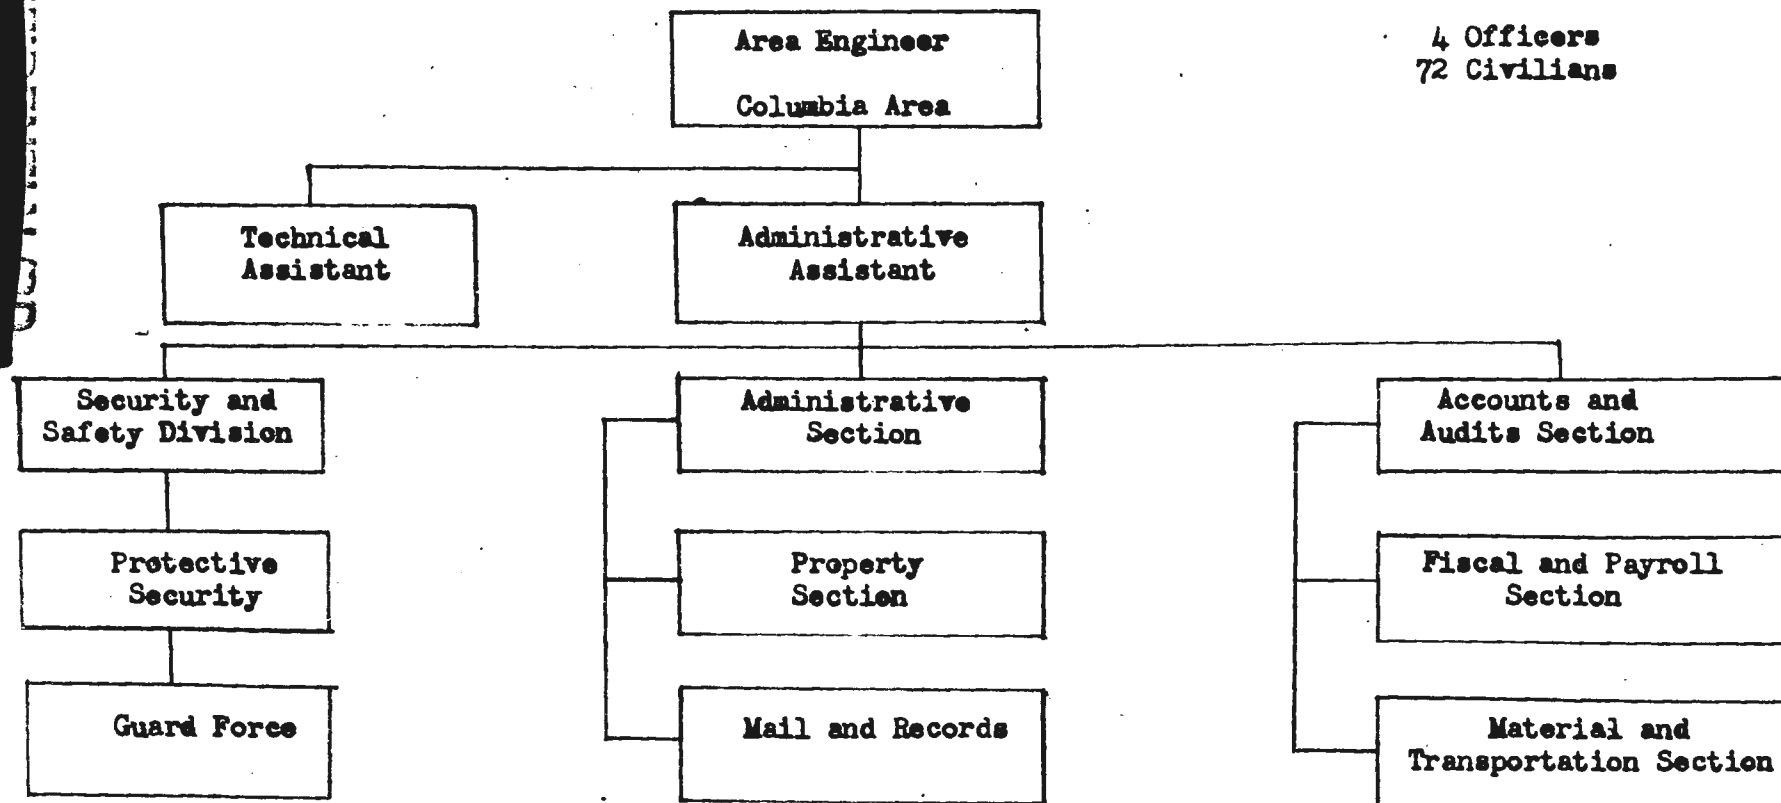 Area Engineer
Columbia Area
4 Officers
72 Civilians
Technical
Assistant
Administrative
Assistant
Security and
Safety Division
Administrative
Section
Accounts and
Audits Section
Protective
Security
Property
Section
Fiscal and Payroll
Section
Guard Force
Mail and Records
Material and
Transportation Section